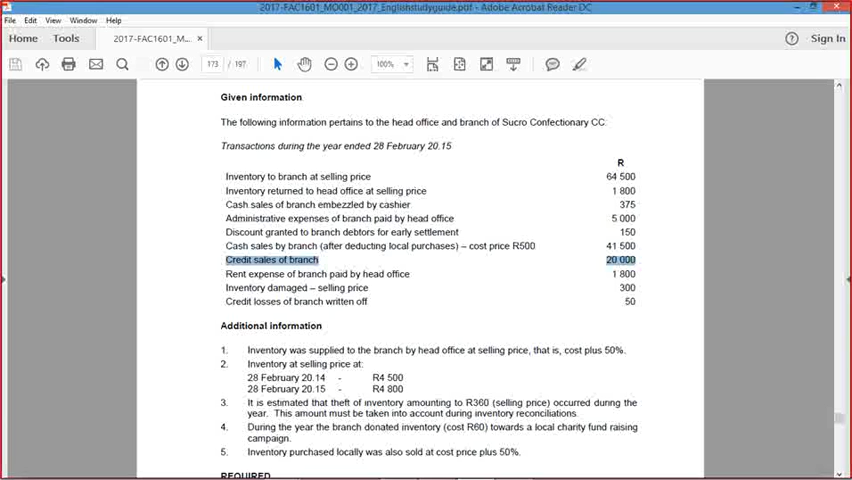 2017-FAC1601_MO001_2017_Englishstudyguide.pdf - Adobe Acrobat Reader DC
File Edit View Window Help
Home Tools 2017-FAC1601_M... × ? Sign In
173 / 197 100%
Given information
The following information pertains to the head office and branch of Sucro Confectionary CC:
Transactions during the year ended 28 February 20.15
R
Inventory to branch at selling price 64 500
Inventory returned to head office at selling price 1 800
Cash sales of branch embezzled by cashier 375
Administrative expenses of branch paid by head office 5 000
Discount granted to branch debtors for early settlement 150
Cash sales by branch (after deducting local purchases) – cost price R500 41 500
Credit sales of branch 20 000
Rent expense of branch paid by head office 1 800
Inventory damaged – selling price 300
Credit losses of branch written off 50
Additional information
1. Inventory was supplied to the branch by head office at selling price, that is, cost plus 50%.
2. Inventory at selling price at:
28 February 20.14 - R4 500
28 February 20.15 - R4 800
3. It is estimated that theft of inventory amounting to R360 (selling price) occurred during the
year. This amount must be taken into account during inventory reconciliations.
4. During the year the branch donated inventory (cost R60) towards a local charity fund raising
campaign.
5. Inventory purchased locally was also sold at cost price plus 50%.
REQUIRED